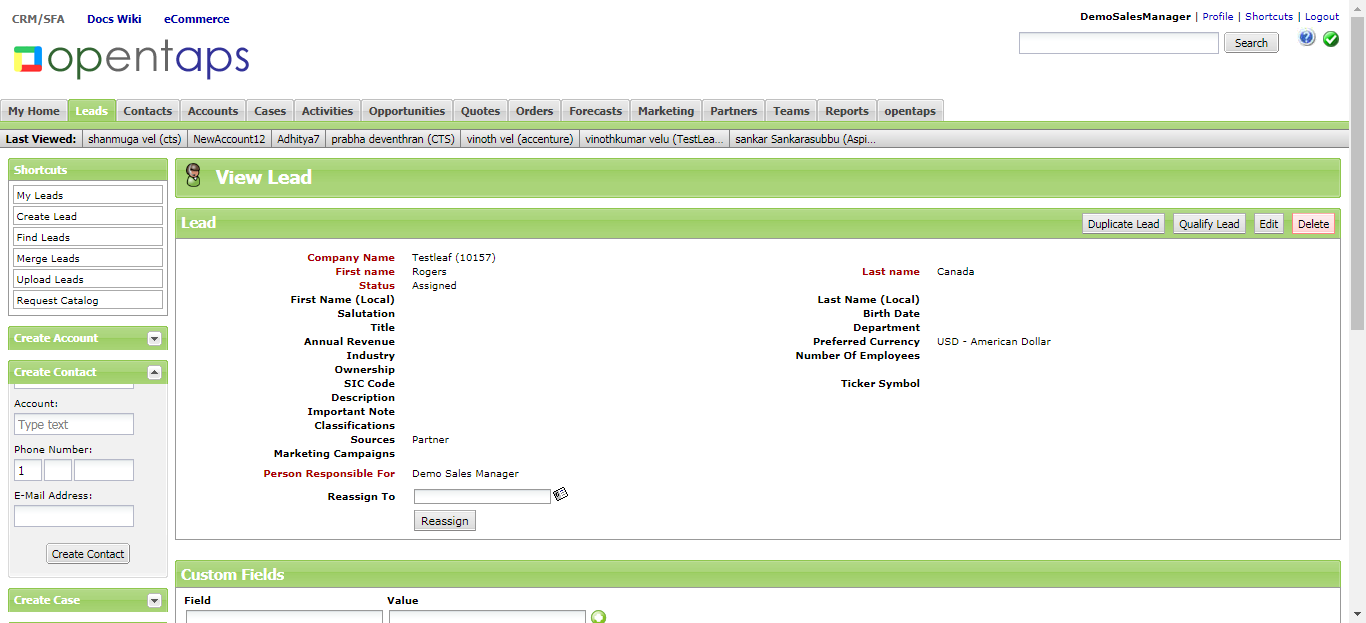 CRM/SFA Docs Wiki eCommerce
DemoSalesManager | Profile | Shortcuts | Logout
opentaps
Search
?
My Home Leads Contacts Accounts Cases Activities Opportunities Quotes Orders Forecasts Marketing Partners Teams Reports opentaps
Last Viewed: shanmuga vel (cts) NewAccount12 Adhitya7 prabha deventhran (CTS) vinoth vel (accenture) vinothkumar velu (TestLea... sankar Sankarasubbu (Aspi...
Shortcuts
My Leads
Create Lead
Find Leads
Merge Leads
Upload Leads
Request Catalog
Create Account
Create Contact
Account:
Type text
Phone Number:
1
E-Mail Address:
Create Contact
Create Case
View Lead
Lead
Duplicate Lead Qualify Lead Edit Delete
Company Name Testleaf (10157)
First name Rogers Last name Canada
Status Assigned
First Name (Local) Last Name (Local)
Salutation Birth Date
Title Department
Annual Revenue Preferred Currency USD - American Dollar
Industry Number Of Employees
Ownership
SIC Code Ticker Symbol
Description
Important Note
Classifications
Sources Partner
Marketing Campaigns
Person Responsible For Demo Sales Manager
Reassign To
Reassign
Custom Fields
Field Value